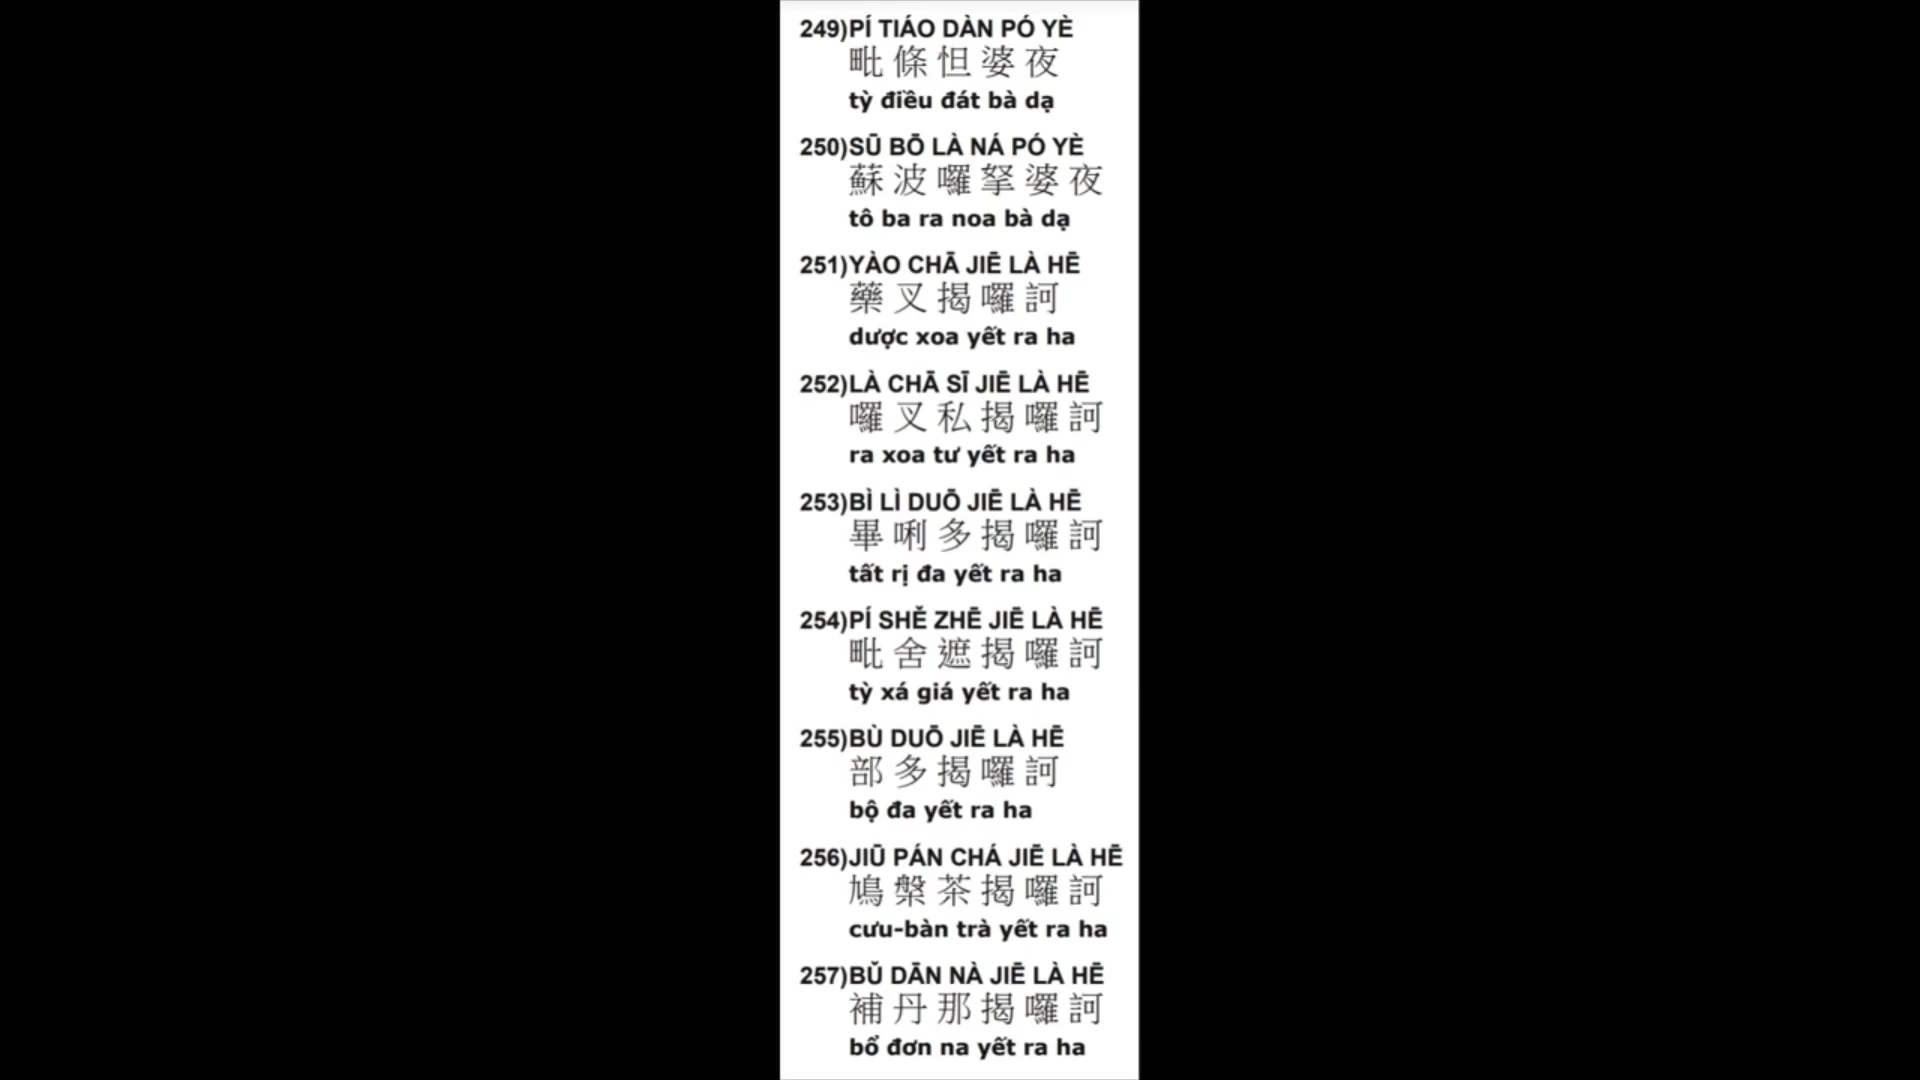 249)PÍ TIÁO DÀN PÓ YÈ
毗條怛婆夜
tỳ điều đát bà dạ
250)SŪ BŌ LÀ NÁ PÓ YÈ
蘇波囉拏婆夜
tô ba ra noa bà dạ
251)YÀO CHĀ JIĒ LÀ HĒ
藥叉揭囉訶
dược xoa yết ra ha
252)LÀ CHĀ SĪ JIĒ LÀ HĒ
囉叉私揭囉訶
ra xoa tư yết ra ha
253)BÌ LÌ DUŌ JIĒ LÀ HĒ
畢唎多揭囉訶
tất rị đa yết ra ha
254)PÍ SHĚ ZHĒ JIĒ LÀ HĒ
毗舍遮揭囉訶
tỳ xá giá yết ra ha
255)BÙ DUŌ JIĒ LÀ HĒ
部多揭囉訶
bộ đa yết ra ha
256)JIŪ PÁN CHÁ JIĒ LÀ HĒ
鳩槃茶揭囉訶
cưu-bàn trà yết ra ha
257)BǓ DĀN NÀ JIĒ LÀ HĒ
補丹那揭囉訶
bổ đơn na yết ra ha